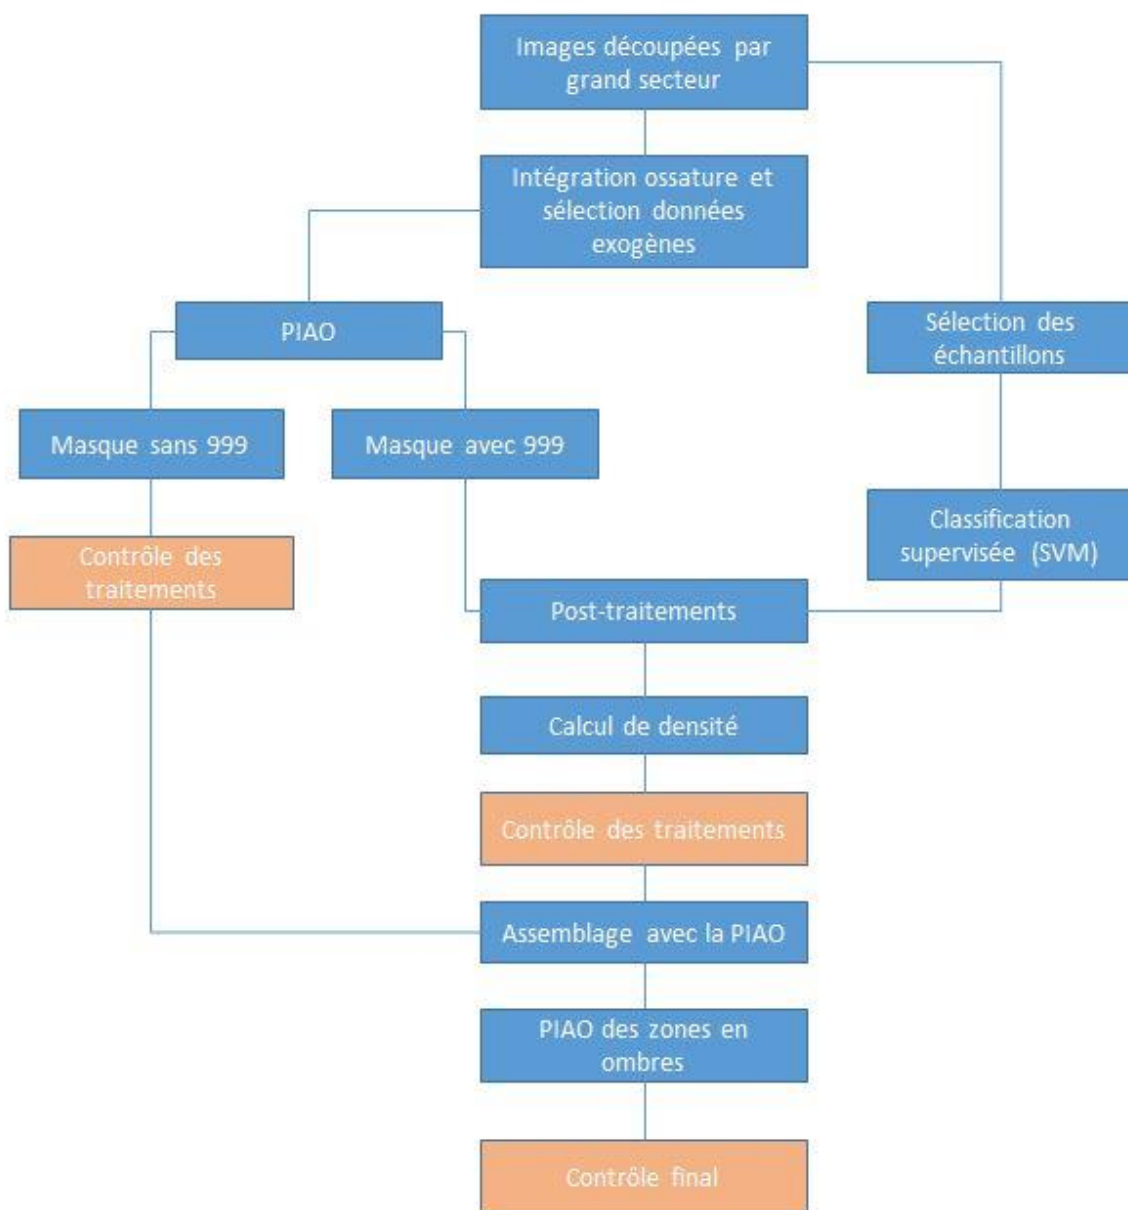 Images découpées par
grand secteur
Intégration ossature et
sélection données
exogènes
PIAO
Sélection des
échantillons
Masque sans 999
Masque avec 999
Classification
supervisée (SVM)
Contrôle des
traitements
Post-traitements
Calcul de densité
Contrôle des traitements
Assemblage avec la PIAO
PIAO des zones en
ombres
Contrôle final